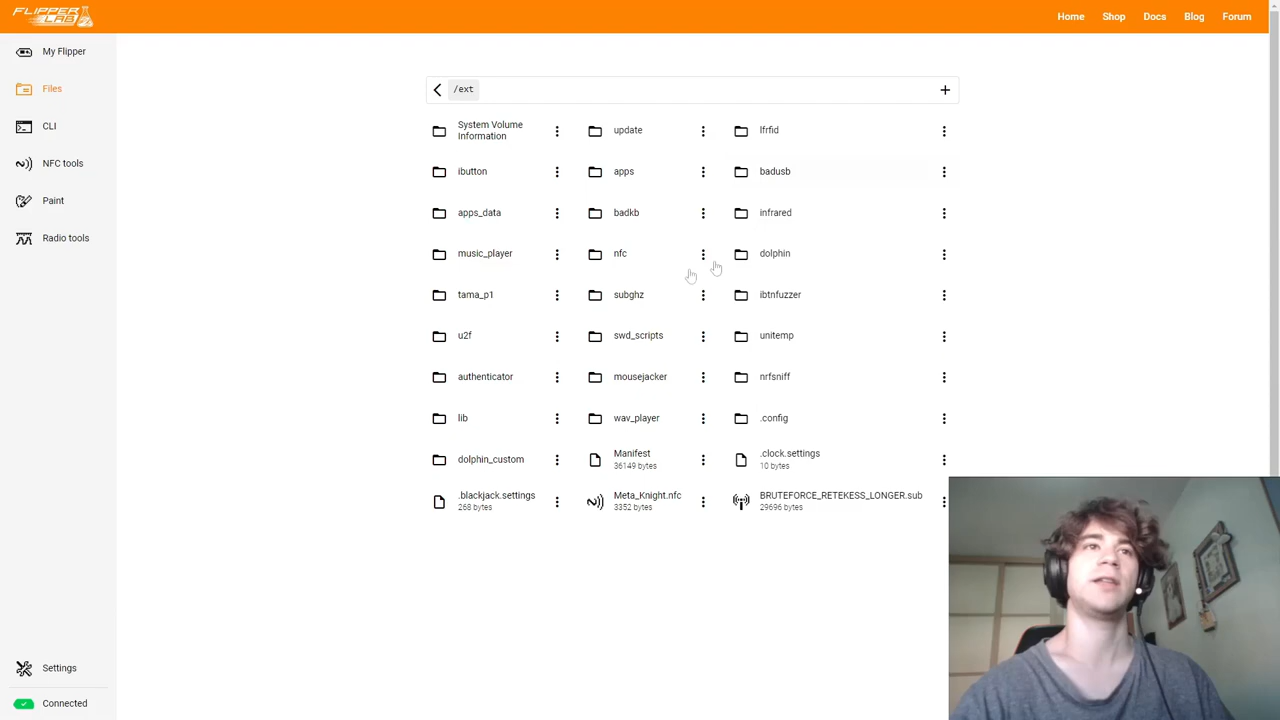 FLIPPER
LAB
Home
Shop
Docs
Blog
Forum
My Flipper
Files
CLI
NFC tools
Paint
Radio tools
Settings
Connected
/ext
System Volume
Information
update
lfrfid
ibutton
apps
badusb
apps_data
badkb
infrared
music_player
nfc
dolphin
tama_p1
subghz
ibtnfuzzer
u2f
swd_scripts
unitemp
authenticator
mousejacker
nrfsniff
lib
wav_player
.config
dolphin_custom
Manifest
36149 bytes
.clock.settings
10 bytes
.blackjack.settings
268 bytes
Meta_Knight.nfc
3352 bytes
BRUTEFORCE_RETEKESS_LONGER.sub
29696 bytes